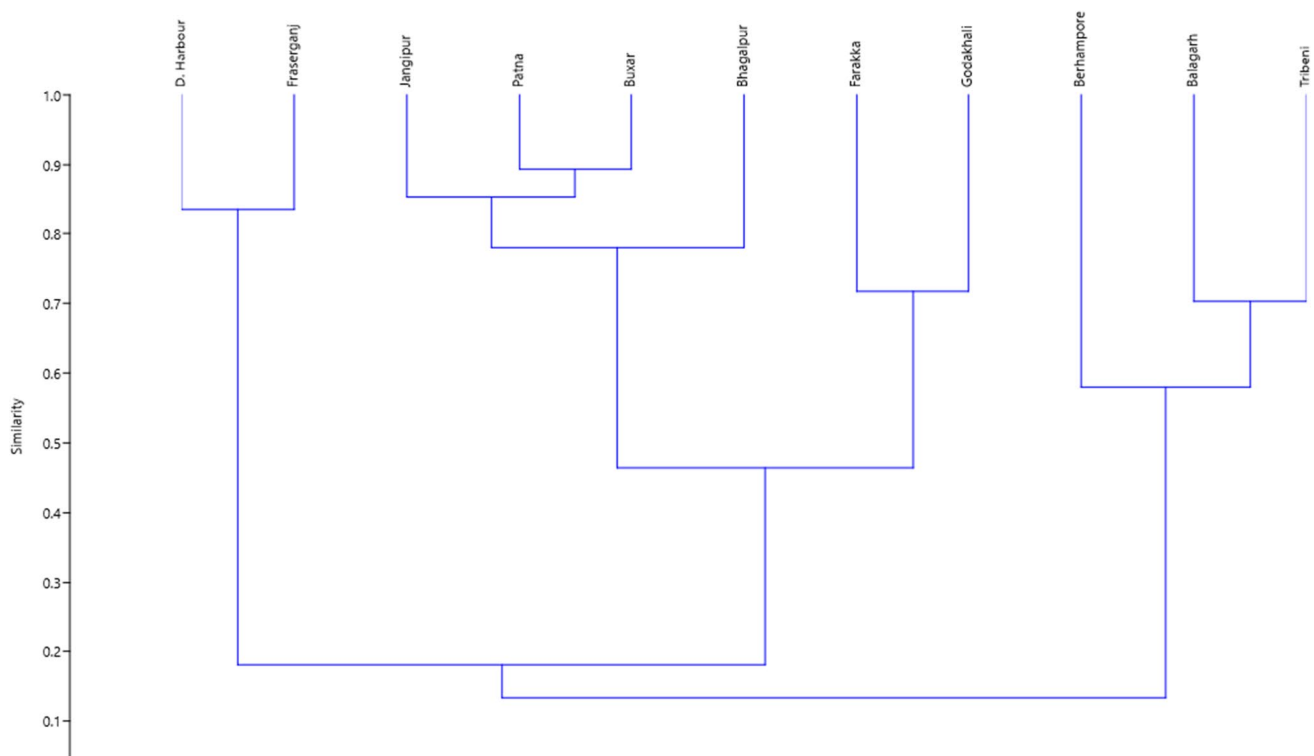 D. Harbour
Fraserganj
Jangipur
Patna
Buxar
Bhagalpur
Farakka
Godakhali
Berhampore
Balagarh
Tribeni
1.0
0.9
0.8
0.7
0.6
0.5
0.4
0.3
0.2
0.1
Similarity